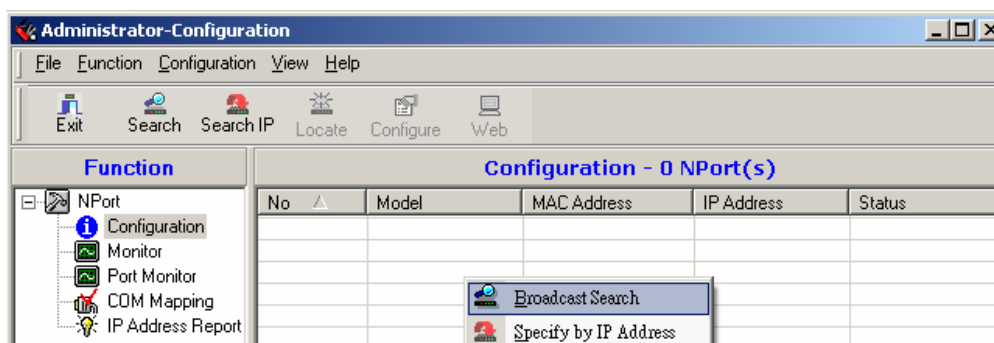 Administrator-Configuration
File Function Configuration View Help
Exit Search Search IP Locate Configure Web
Function
Configuration - 0 NPort(s)
NPort
Configuration
Monitor
Port Monitor
COM Mapping
IP Address Report
No Model MAC Address IP Address Status
Broadcast Search
Specify by IP Address